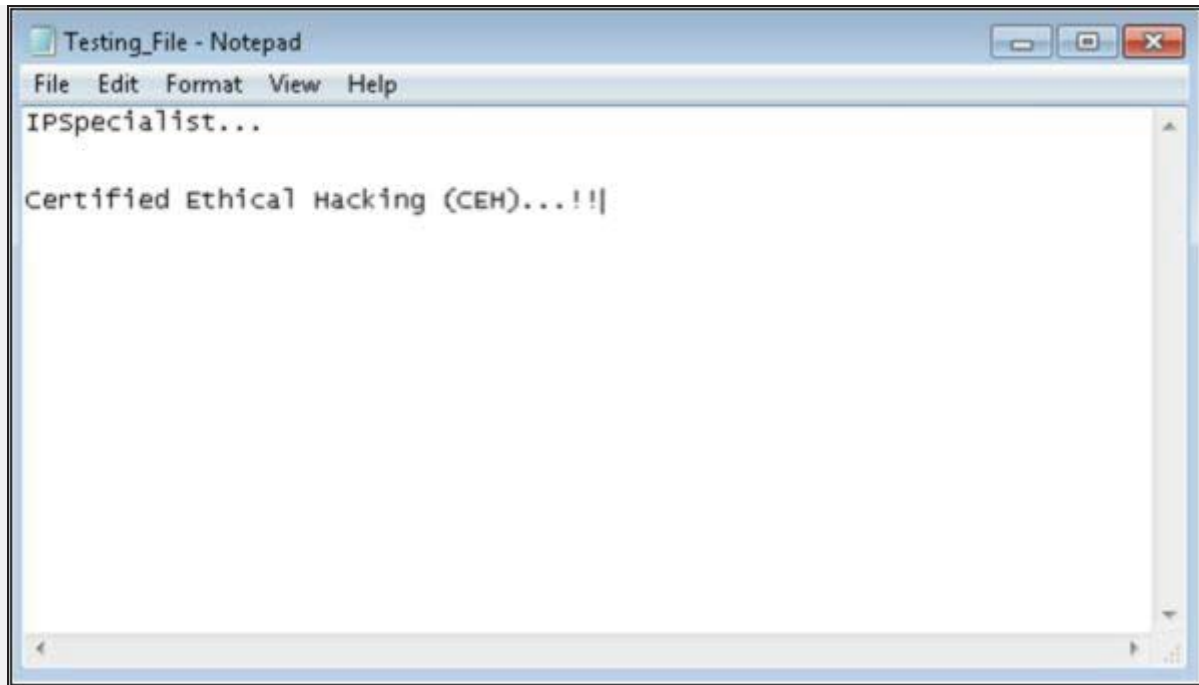 Testing_File - Notepad
File Edit Format View Help
IPSpecialist...
Certified Ethical Hacking (CEH)...!!